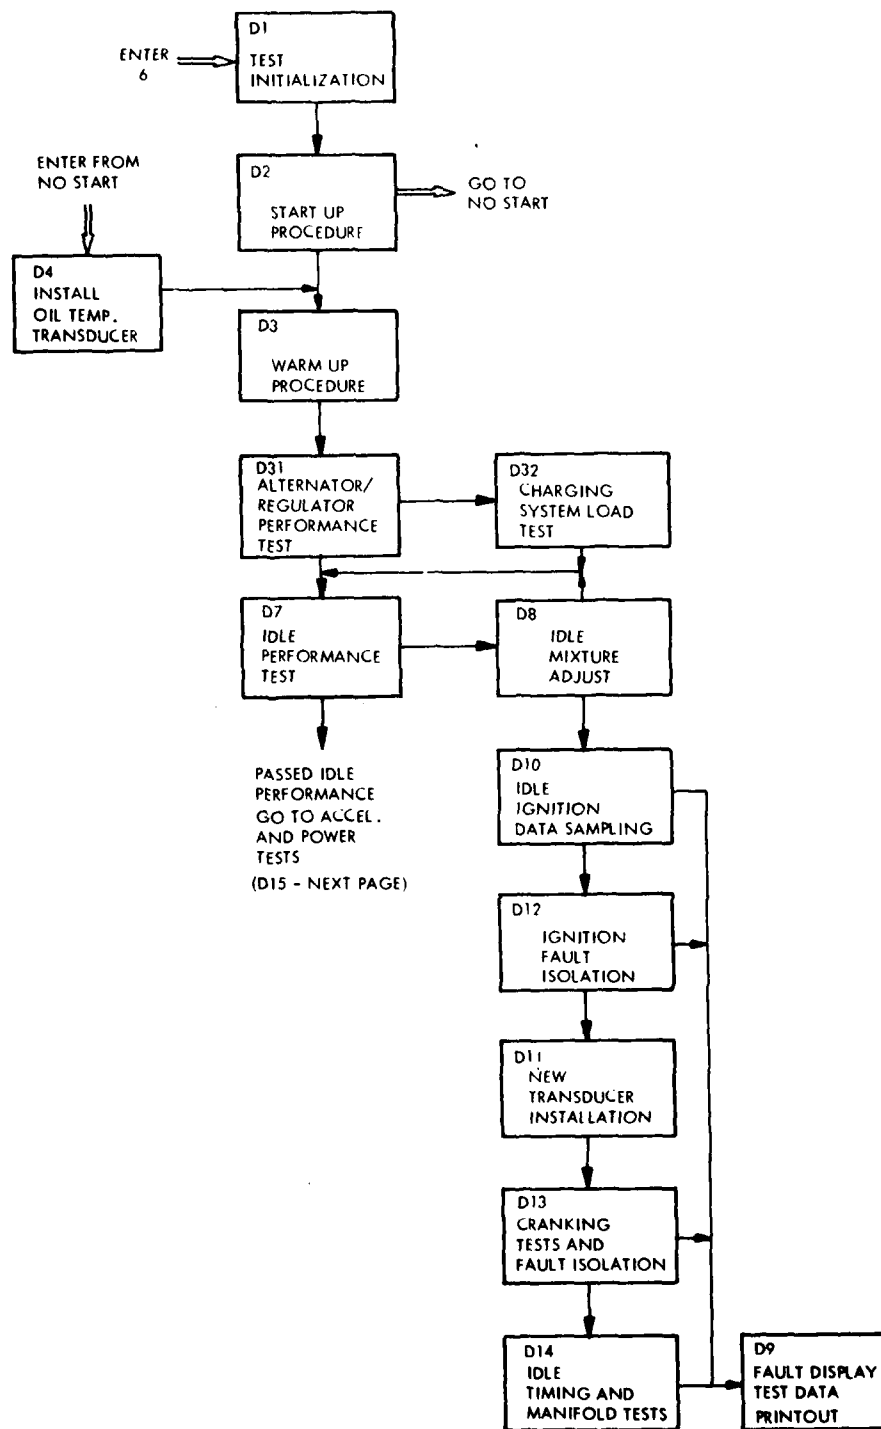 D1
TEST
INITIALIZATION
ENTER
6
ENTER FROM
NO START
D2
START UP
PROCEDURE
GO TO
NO START
D4
INSTALL
OIL TEMP.
TRANSDUCER
D3
WARM UP
PROCEDURE
D31
ALTERNATOR/
REGULATOR
PERFORMANCE
TEST
D32
CHARGING
SYSTEM LOAD
TEST
D7
IDLE
PERFORMANCE
TEST
D8
IDLE
MIXTURE
ADJUST
PASSED IDLE
PERFORMANCE
GO TO ACCEL.
AND POWER
TESTS
(D15 - NEXT PAGE)
D10
IDLE
IGNITION
DATA SAMPLING
D12
IGNITION
FAULT
ISOLATION
D11
NEW
TRANSDUCER
INSTALLATION
D13
CRANKING
TESTS AND
FAULT ISOLATION
D14
IDLE
TIMING AND
MANIFOLD TESTS
D9
FAULT DISPLAY
TEST DATA
PRINTOUT